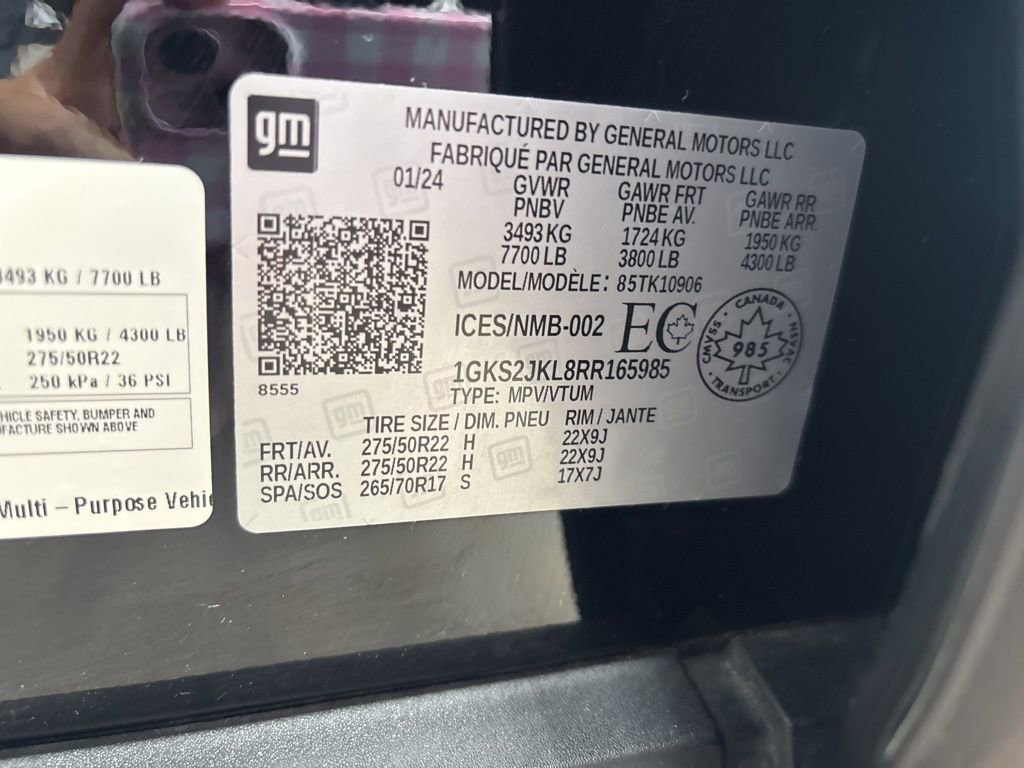 gm
MANUFACTURED BY GENERAL MOTORS LLC
FABRIQUÉ PAR GENERAL MOTORS LLC
01/24
GVWR GAWR FRT GAWR RR
PNBV PNBE AV. PNBE ARR.
3493 KG 1724 KG 1950 KG
7700 LB 3800 LB 4300 LB
MODEL/MODÈLE: 85TK10906
ICES/NMB-002 EC
CANADA
CMVSS 985 NSVAC
TRANSPORT
8555
1GKS2JKL8RR165985
TYPE: MPV/VTUM
TIRE SIZE / DIM. PNEU RIM / JANTE
FRT/AV. 275/50R22 H 22X9J
RR/ARR. 275/50R22 H 22X9J
SPA/SOS 265/70R17 S 17X7J
3493 KG / 7700 LB
1950 KG / 4300 LB
275/50R22
250 kPa / 36 PSI
HICLE SAFETY, BUMPER AND
FACTURE SHOWN ABOVE
Multi – Purpose Vehic